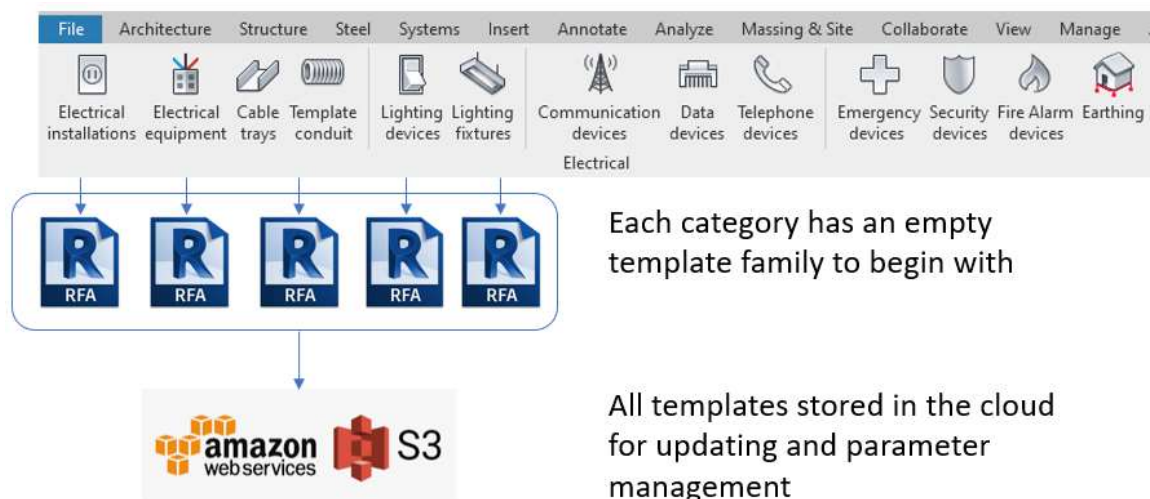 File Architecture Structure Steel Systems Insert Annotate Analyze Massing & Site Collaborate View Manage
Electrical installations
Electrical equipment
Cable trays
Template conduit
Lighting devices
Lighting fixtures
Communication devices
Data devices
Telephone devices
Emergency devices
Security devices
Fire Alarm devices
Earthing
Electrical
R R R R R
RFA RFA RFA RFA RFA
Each category has an empty
template family to begin with
amazon
web services
S3
All templates stored in the cloud
for updating and parameter
management